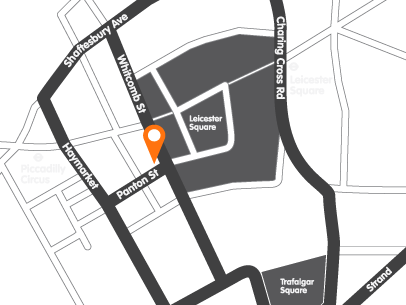 Shaftesbury Ave
Charing Cross Rd
Whitcomb St
Leicester
Square
Leicester
Square
Haymarket
Piccadilly
Circus
Panton St
Trafalgar
Square
Strand